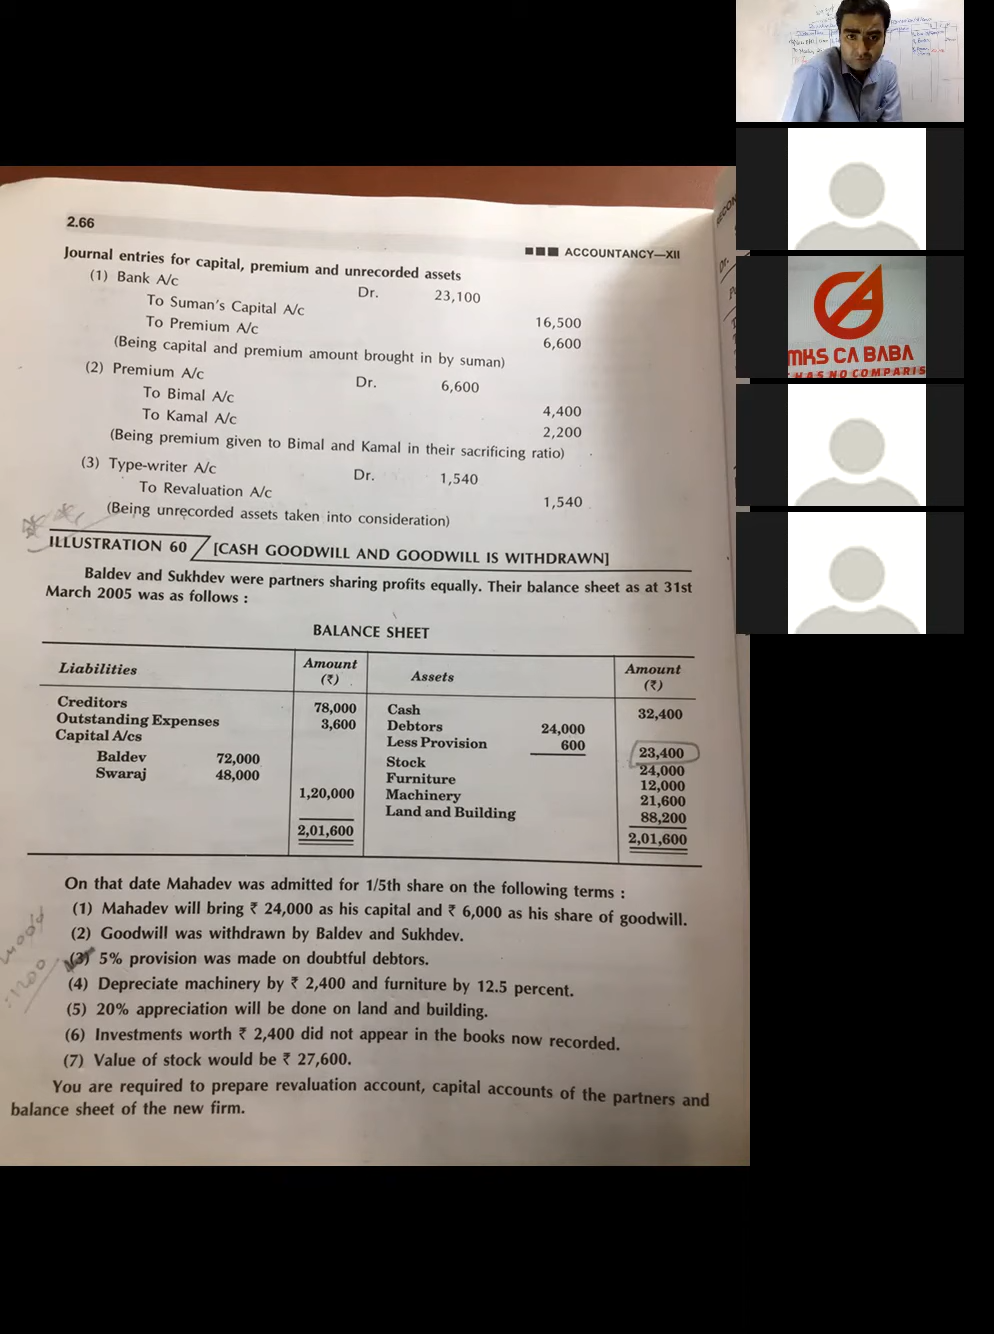 2.66
■■■ ACCOUNTANCY—XII
Journal entries for capital, premium and unrecorded assets
(1) Bank A/c Dr. 23,100
To Suman's Capital A/c 16,500
To Premium A/c 6,600
(Being capital and premium amount brought in by suman)
(2) Premium A/c Dr. 6,600
To Bimal A/c 4,400
To Kamal A/c 2,200
(Being premium given to Bimal and Kamal in their sacrificing ratio)
(3) Type-writer A/c Dr. 1,540
To Revaluation A/c 1,540
(Being unrecorded assets taken into consideration)
ILLUSTRATION 60 [CASH GOODWILL AND GOODWILL IS WITHDRAWN]
Baldev and Sukhdev were partners sharing profits equally. Their balance sheet as at 31st
March 2005 was as follows :
BALANCE SHEET
Liabilities Amount (₹) Assets Amount (₹)
Creditors 78,000 Cash 32,400
Outstanding Expenses 3,600 Debtors 24,000
Capital A/cs Less Provision 600 23,400
Baldev 72,000 Stock 24,000
Swaraj 48,000 Furniture 12,000
1,20,000 Machinery 21,600
Land and Building 88,200
2,01,600 2,01,600
On that date Mahadev was admitted for 1/5th share on the following terms :
(1) Mahadev will bring ₹ 24,000 as his capital and ₹ 6,000 as his share of goodwill.
(2) Goodwill was withdrawn by Baldev and Sukhdev.
(3) 5% provision was made on doubtful debtors.
(4) Depreciate machinery by ₹ 2,400 and furniture by 12.5 percent.
(5) 20% appreciation will be done on land and building.
(6) Investments worth ₹ 2,400 did not appear in the books now recorded.
(7) Value of stock would be ₹ 27,600.
You are required to prepare revaluation account, capital accounts of the partners and
balance sheet of the new firm.
MKS CA BABA
HAS NO COMPARIS